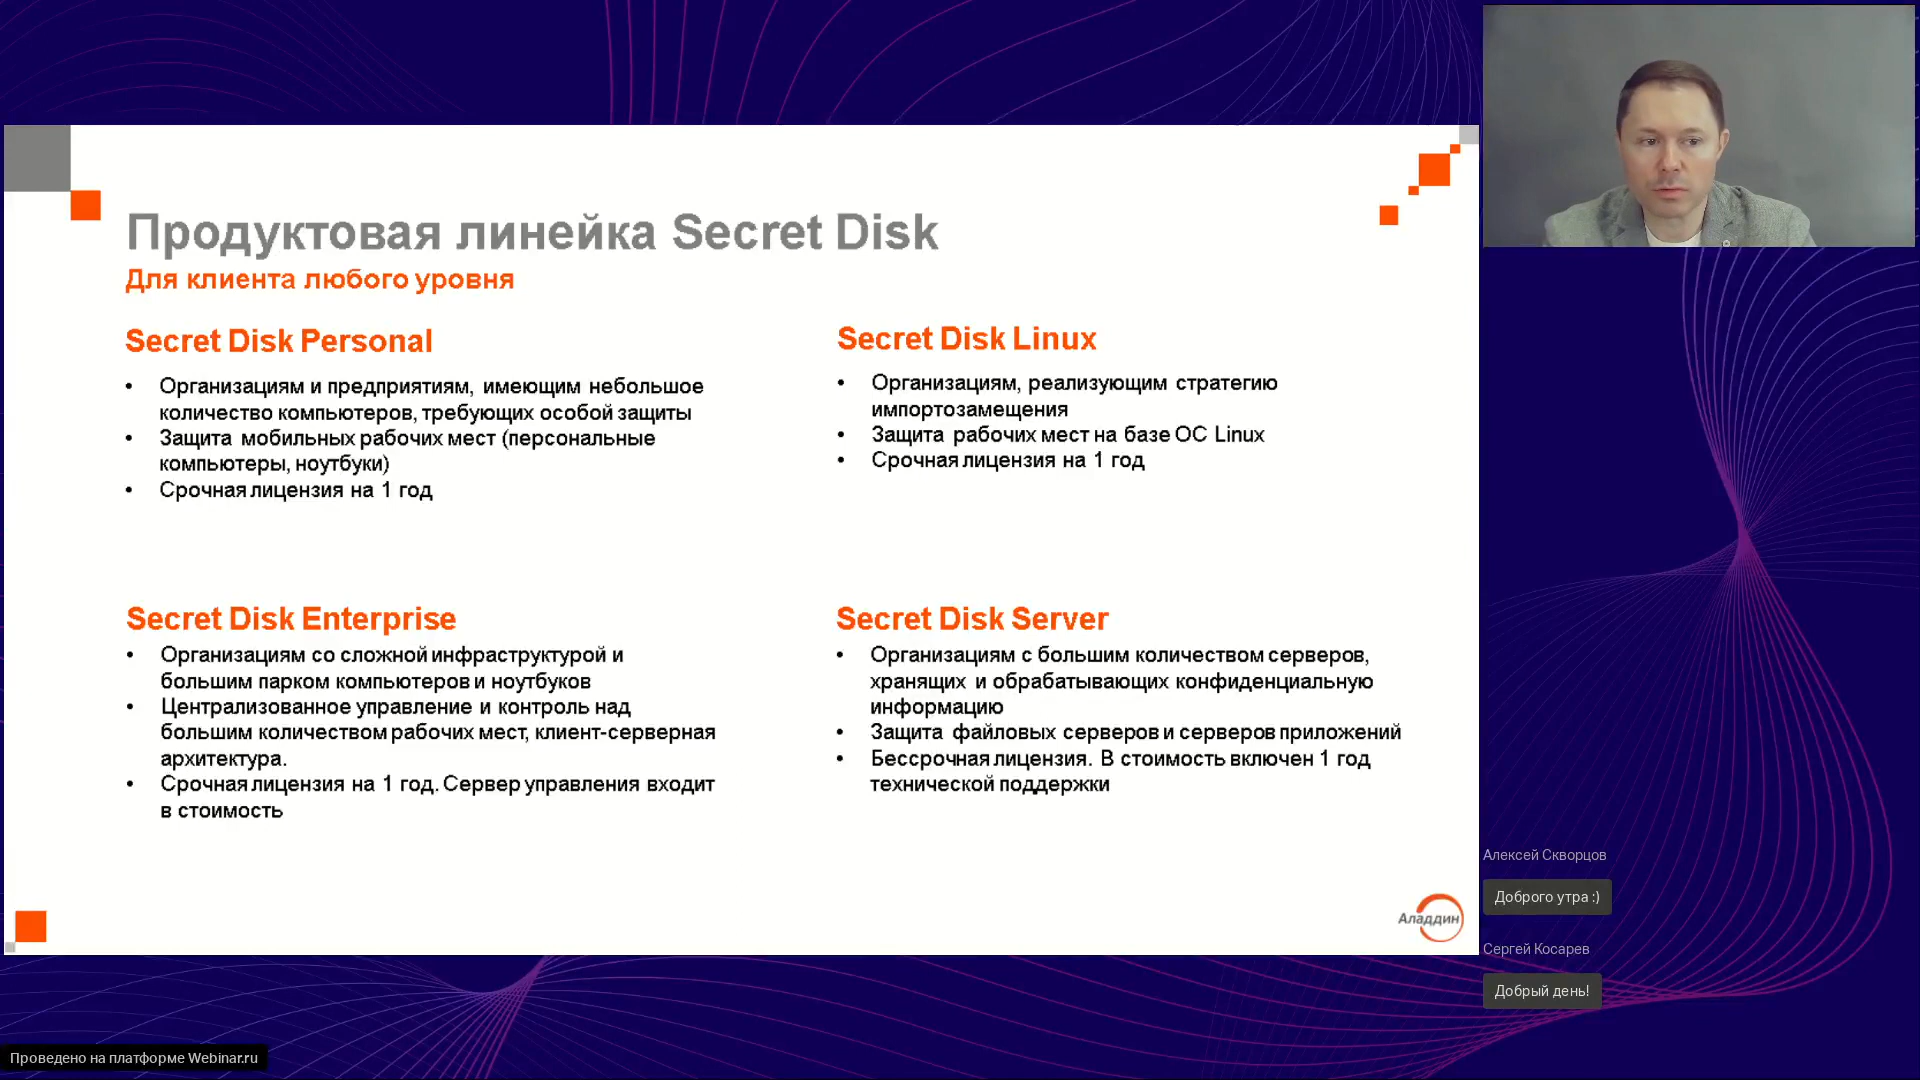 Продуктовая линейка Secret Disk
Для клиента любого уровня
Secret Disk Personal
• Организациям и предприятиям, имеющим небольшое
количество компьютеров, требующих особой защиты
• Защита мобильных рабочих мест (персональные
компьютеры, ноутбуки)
• Срочная лицензия на 1 год
Secret Disk Linux
• Организациям, реализующим стратегию
импортозамещения
• Защита рабочих мест на базе ОС Linux
• Срочная лицензия на 1 год
Secret Disk Enterprise
• Организациям со сложной инфраструктурой и
большим парком компьютеров и ноутбуков
• Централизованное управление и контроль над
большим количеством рабочих мест, клиент-серверная
архитектура.
• Срочная лицензия на 1 год. Сервер управления входит
в стоимость
Secret Disk Server
• Организациям с большим количеством серверов,
хранящих и обрабатывающих конфиденциальную
информацию
• Защита файловых серверов и серверов приложений
• Бессрочная лицензия. В стоимость включен 1 год
технической поддержки
Аладдин
Алексей Скворцов
Доброго утра :)
Сергей Косарев
Добрый день!
Проведено на платформе Webinar.ru